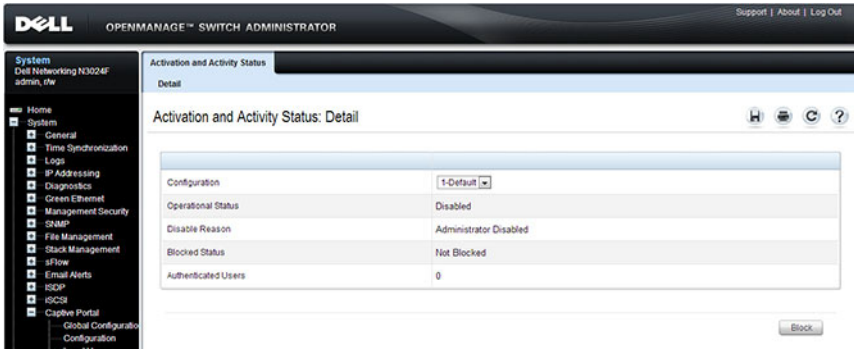 DELL
OPENMANAGE™ SWITCH ADMINISTRATOR
Support | About | Log Out
System
Dell Networking N3024F
admin, r/w
Home
System
General
Time Synchronization
Logs
IP Addressing
Diagnostics
Green Ethernet
Management Security
SNMP
File Management
Stack Management
sFlow
Email Alerts
ISDP
iSCSI
Captive Portal
Global Configuratio
Configuration
Activation and Activity Status
Detail
Activation and Activity Status: Detail
Configuration 1-Default
Operational Status Disabled
Disable Reason Administrator Disabled
Blocked Status Not Blocked
Authenticated Users 0
Block